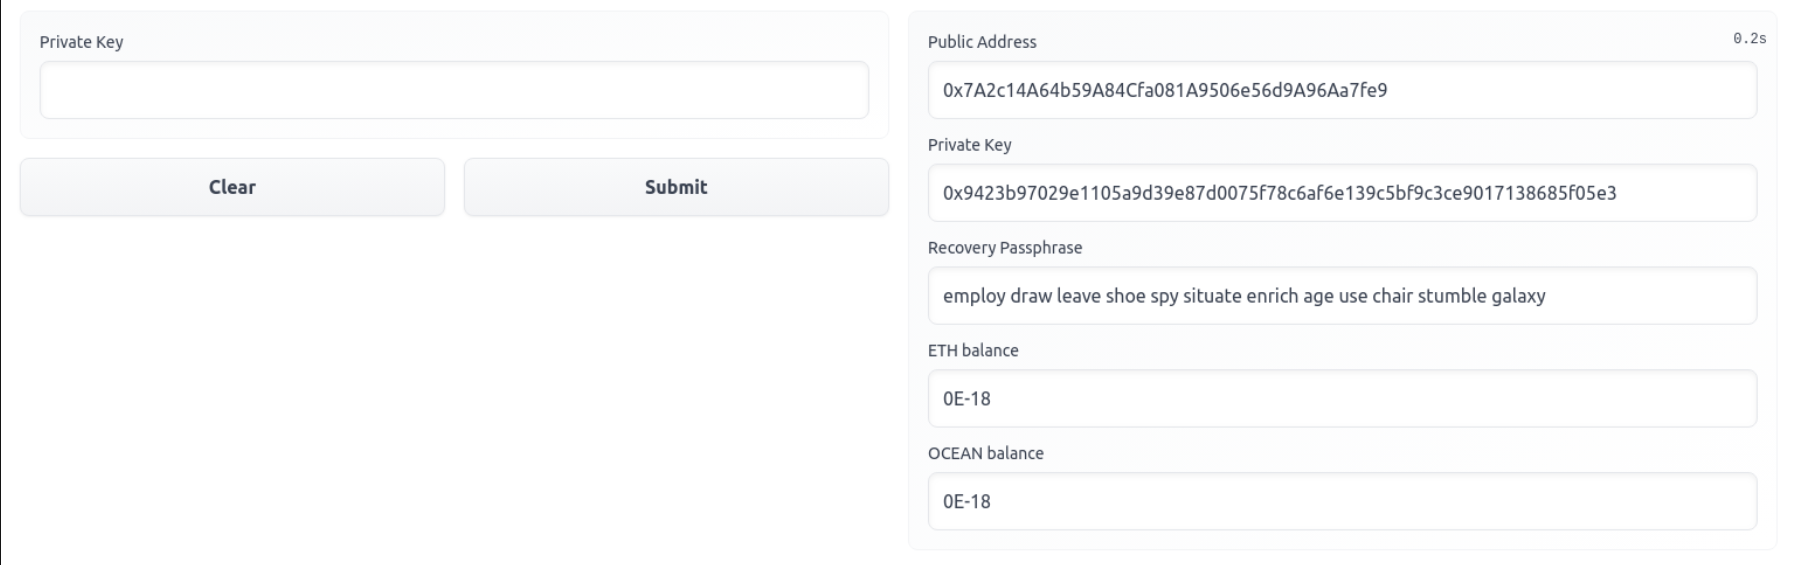 Private Key
Clear
Submit
Public Address
0.2s
0x7A2c14A64b59A84Cfa081A9506e56d9A96Aa7fe9
Private Key
0x9423b97029e1105a9d39e87d0075f78c6af6e139c5bf9c3ce9017138685f05e3
Recovery Passphrase
employ draw leave shoe spy situate enrich age use chair stumble galaxy
ETH balance
0E-18
OCEAN balance
0E-18